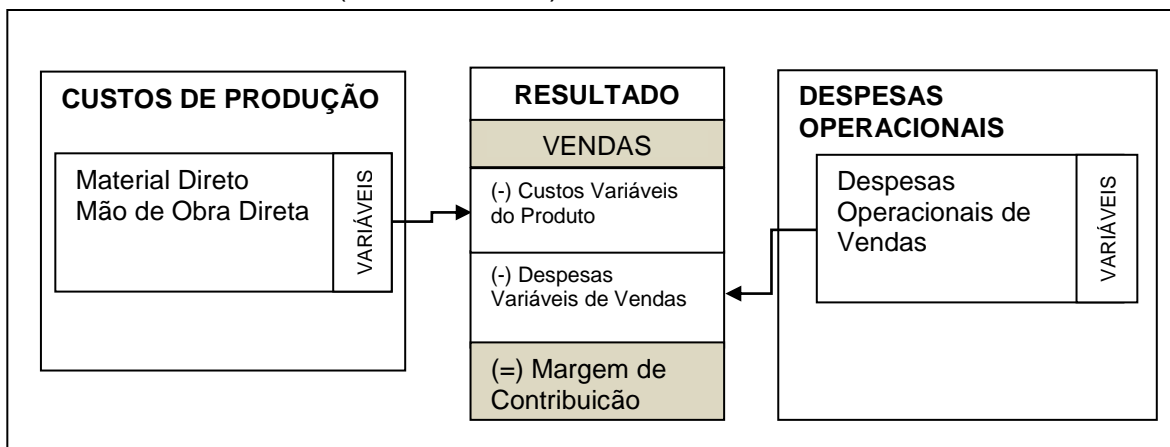 CUSTOS DE PRODUÇÃO
Material Direto
Mão de Obra Direta
VARIÁVEIS
RESULTADO
VENDAS
(-) Custos Variáveis
do Produto
(-) Despesas
Variáveis de Vendas
(=) Margem de
Contribuicão
DESPESAS
OPERACIONAIS
Despesas
Operacionais de
Vendas
VARIÁVEIS